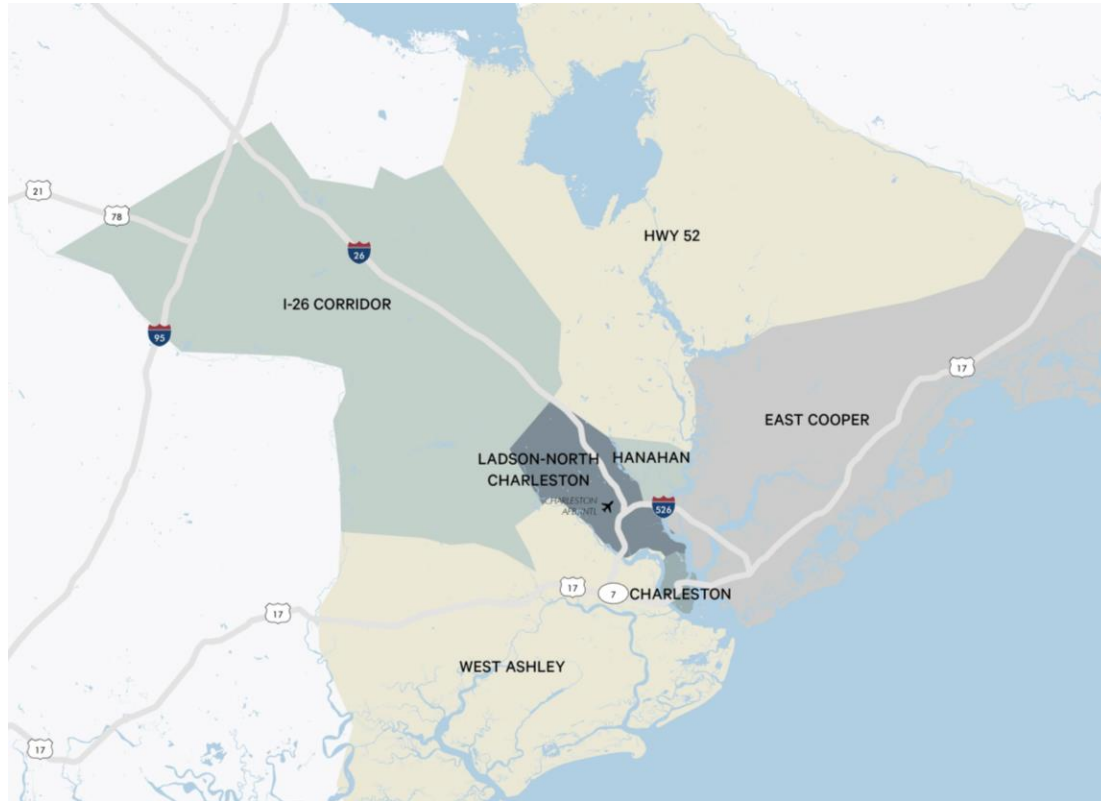 21
78
HWY 52
26
I-26 CORRIDOR
95
17
EAST COOPER
LADSON-NORTH
CHARLESTON
HANAHAN
CHARLESTON
526
17
7
CHARLESTON
17
WEST ASHLEY
17